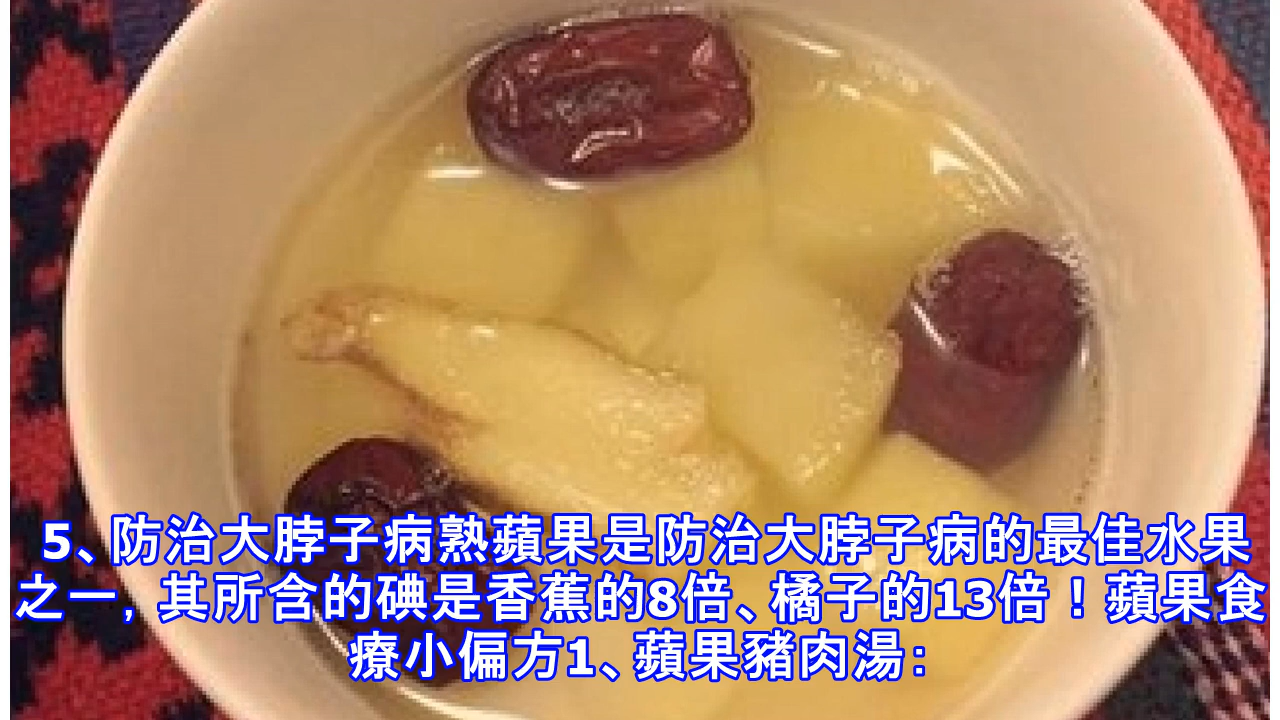 5、防治大脖子病熟蘋果是防治大脖子病的最佳水果
之一, 其所含的碘是香蕉的8倍、橘子的13倍！蘋果食
療小偏方1、蘋果豬肉湯: